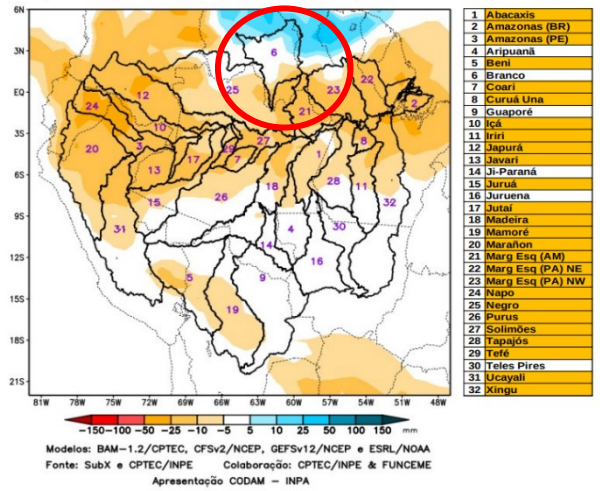 6N
3N
EQ
3S
6S
9S
12S
15S
18S
21S
81W 78W 75W 72W 69W 66W 63W 60W 57W 54W 51W 48W
6
25
12
24
23
22
21
2
10
20
3
13
17
29
7
27
1
8
15
26
18
28
11
32
31
4
30
14
16
5
9
19
-150 -100 -50 -25 -10 -5 5 10 25 50 100 150 mm
Modelos: BAM-1.2/CPTEC, CFSv2/NCEP, GEFSv12/NCEP e ESRL/NOAA
Fonte: SubX e CPTEC/INPE Colaboração: CPTEC/INPE & FUNCEME
Apresentação CODAM - INPA
1 Abacaxis
2 Amazonas (BR)
3 Amazonas (PE)
4 Aripuanã
5 Beni
6 Branco
7 Coari
8 Curuá Una
9 Guaporé
10 Içá
11 Iriri
12 Japurá
13 Javari
14 Ji-Paraná
15 Juruá
16 Juruena
17 Jutaí
18 Madeira
19 Mamoré
20 Marañon
21 Marg Esq (AM)
22 Marg Esq (PA) NE
23 Marg Esq (PA) NW
24 Napo
25 Negro
26 Purus
27 Solimões
28 Tapajós
29 Tefé
30 Teles Pires
31 Ucayali
32 Xingu